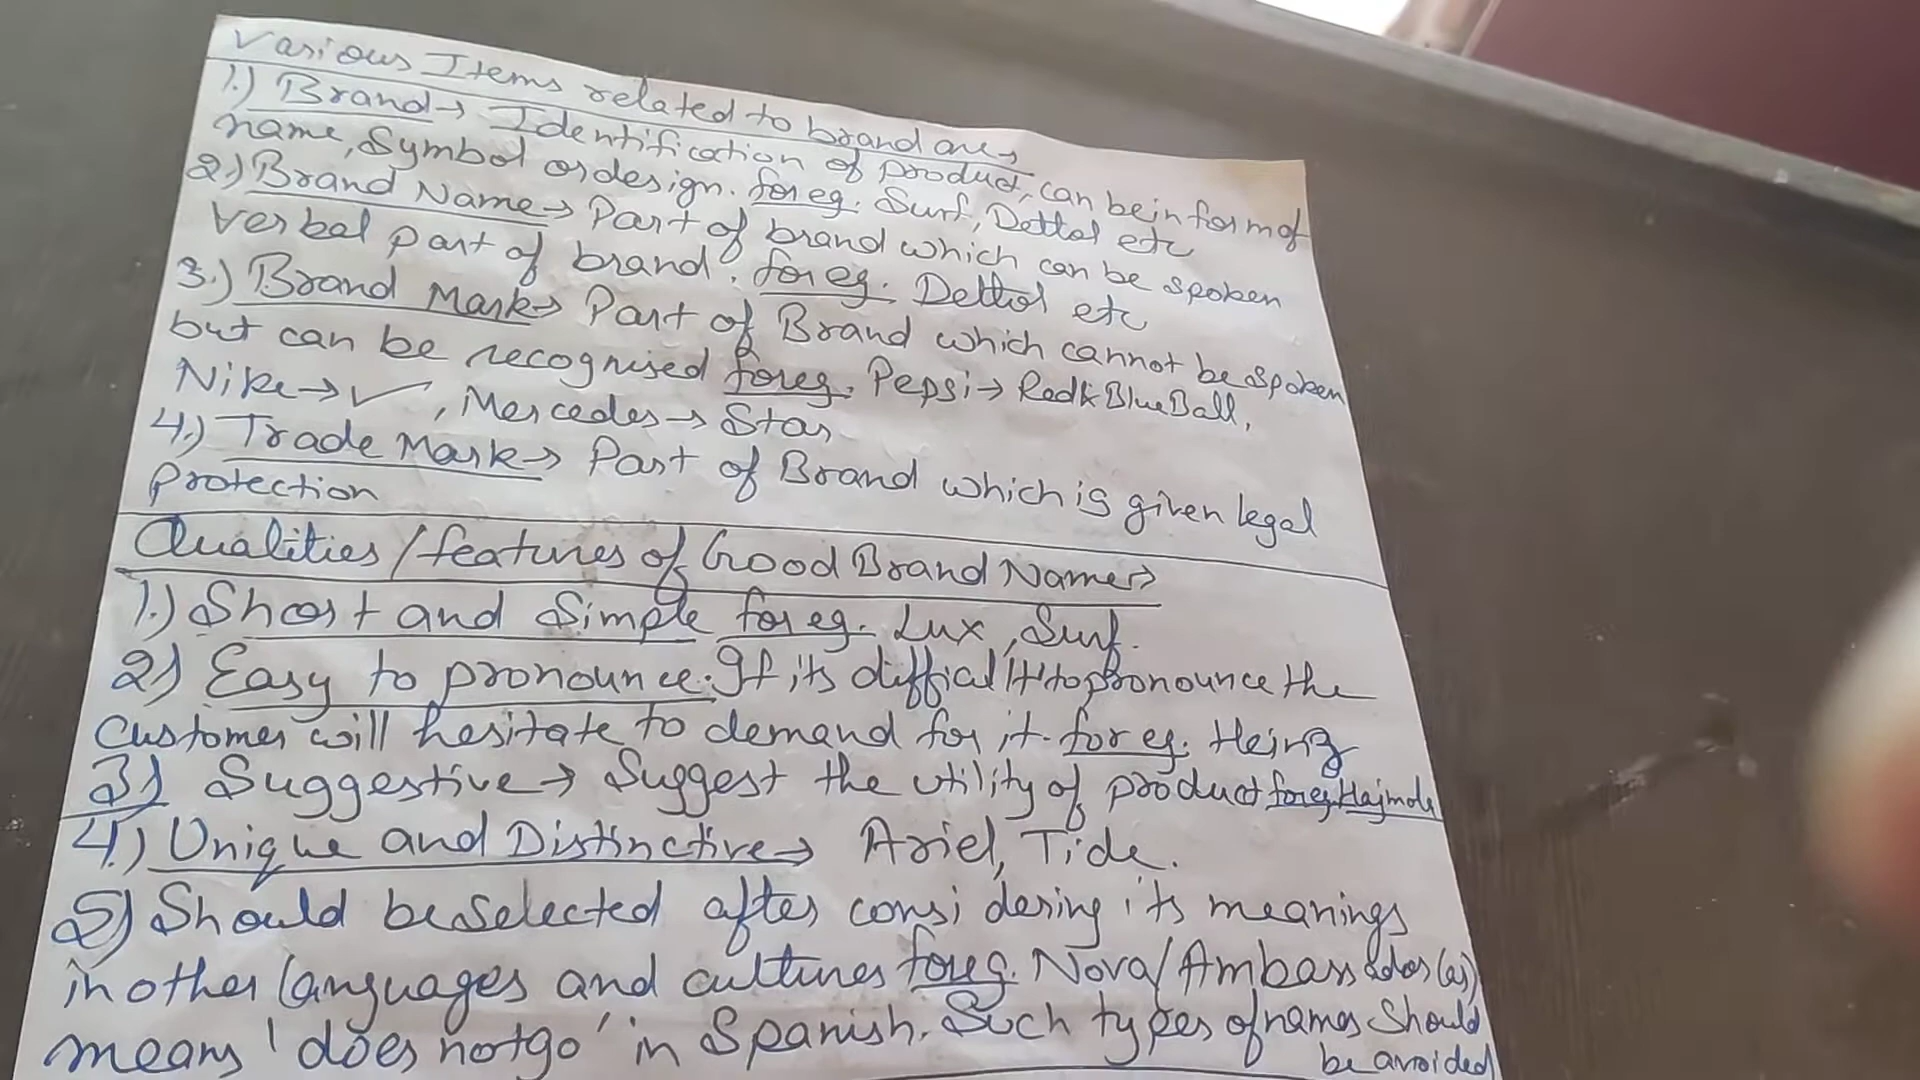 Various Items related to brand are→
1.) Brand→ Identification of product, can be in form of
name, Symbol or design. for eg. Surf, Dettol etc
2.) Brand Name→ Part of brand which can be spoken
Verbal part of brand. for eg. Dettol etc
3.) Brand Mark→ Part of Brand which cannot be spoken
but can be recognised for eg. Pepsi→ Red & Blue Ball,
Nike→ ✓, Mercedes→ Star
4.) Trade Mark→ Part of Brand which is given legal
protection
Qualities/features of Good Brand Name→
1.) Short and Simple for eg. Lux, Surf.
2) Easy to pronounce. If its difficult to pronounce the
customer will hesitate to demand for it. for eg. Heinz
3) Suggestive→ Suggest the utility of product for eg Hajmola
4.) Unique and Distinctive→ Ariel, Tide.
5) Should be Selected after considering its meanings
in other languages and cultures for eg. Nova/Ambassador (car)
means 'does not go' in Spanish. Such types of names should
be avoided